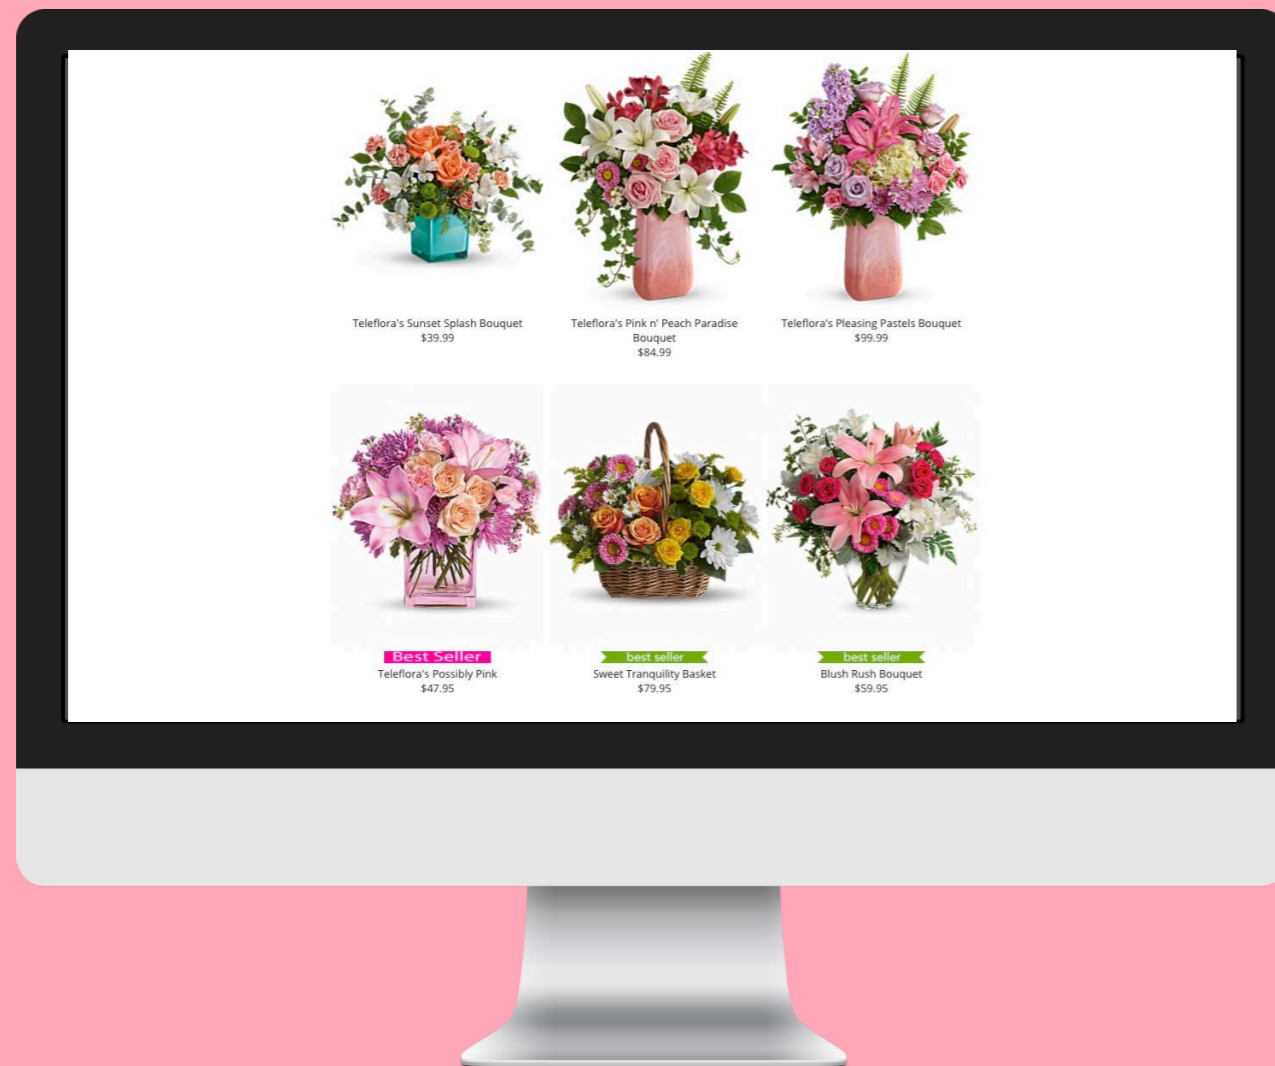 Teleflora's Sunset Splash Bouquet
$39.99
Teleflora's Pink n' Peach Paradise
Bouquet
$84.99
Teleflora's Pleasing Pastels Bouquet
$99.99
Best Seller
Teleflora's Possibly Pink
$47.95
best seller
Sweet Tranquility Basket
$79.95
best seller
Blush Rush Bouquet
$59.95